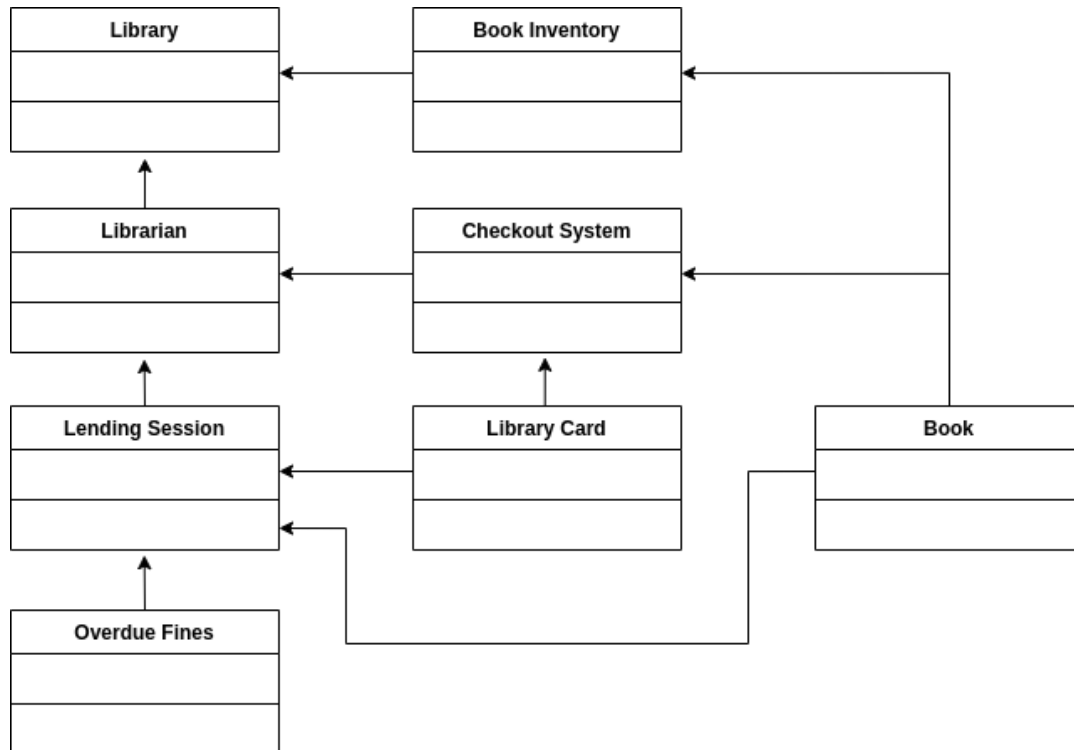 Library
Book Inventory
Librarian
Checkout System
Lending Session
Library Card
Book
Overdue Fines